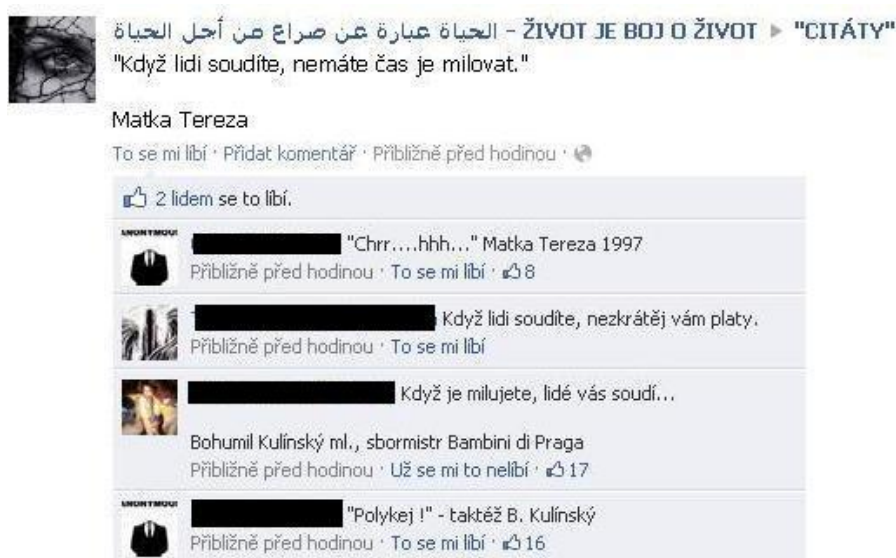 الحياة عبارة عن صراع من أجل الحياة - ŽIVOT JE BOJ O ŽIVOT ▸ "CITÁTY"
"Když lidi soudíte, nemáte čas je milovat."
Matka Tereza
To se mi líbí · Přidat komentář · Přibližně před hodinou ·
2 lidem se to líbí.
ANONYMOUS
"Chrr....hhh..." Matka Tereza 1997
Přibližně před hodinou · To se mi líbí · 8
Když lidi soudíte, nezkrátěj vám platy.
Přibližně před hodinou · To se mi líbí
Když je milujete, lidé vás soudí...
Bohumil Kulínský ml., sbormistr Bambini di Praga
Přibližně před hodinou · Už se mi to nelíbí · 17
ANONYMOUS
"Polykej !" - taktéž B. Kulínský
Přibližně před hodinou · To se mi líbí · 16